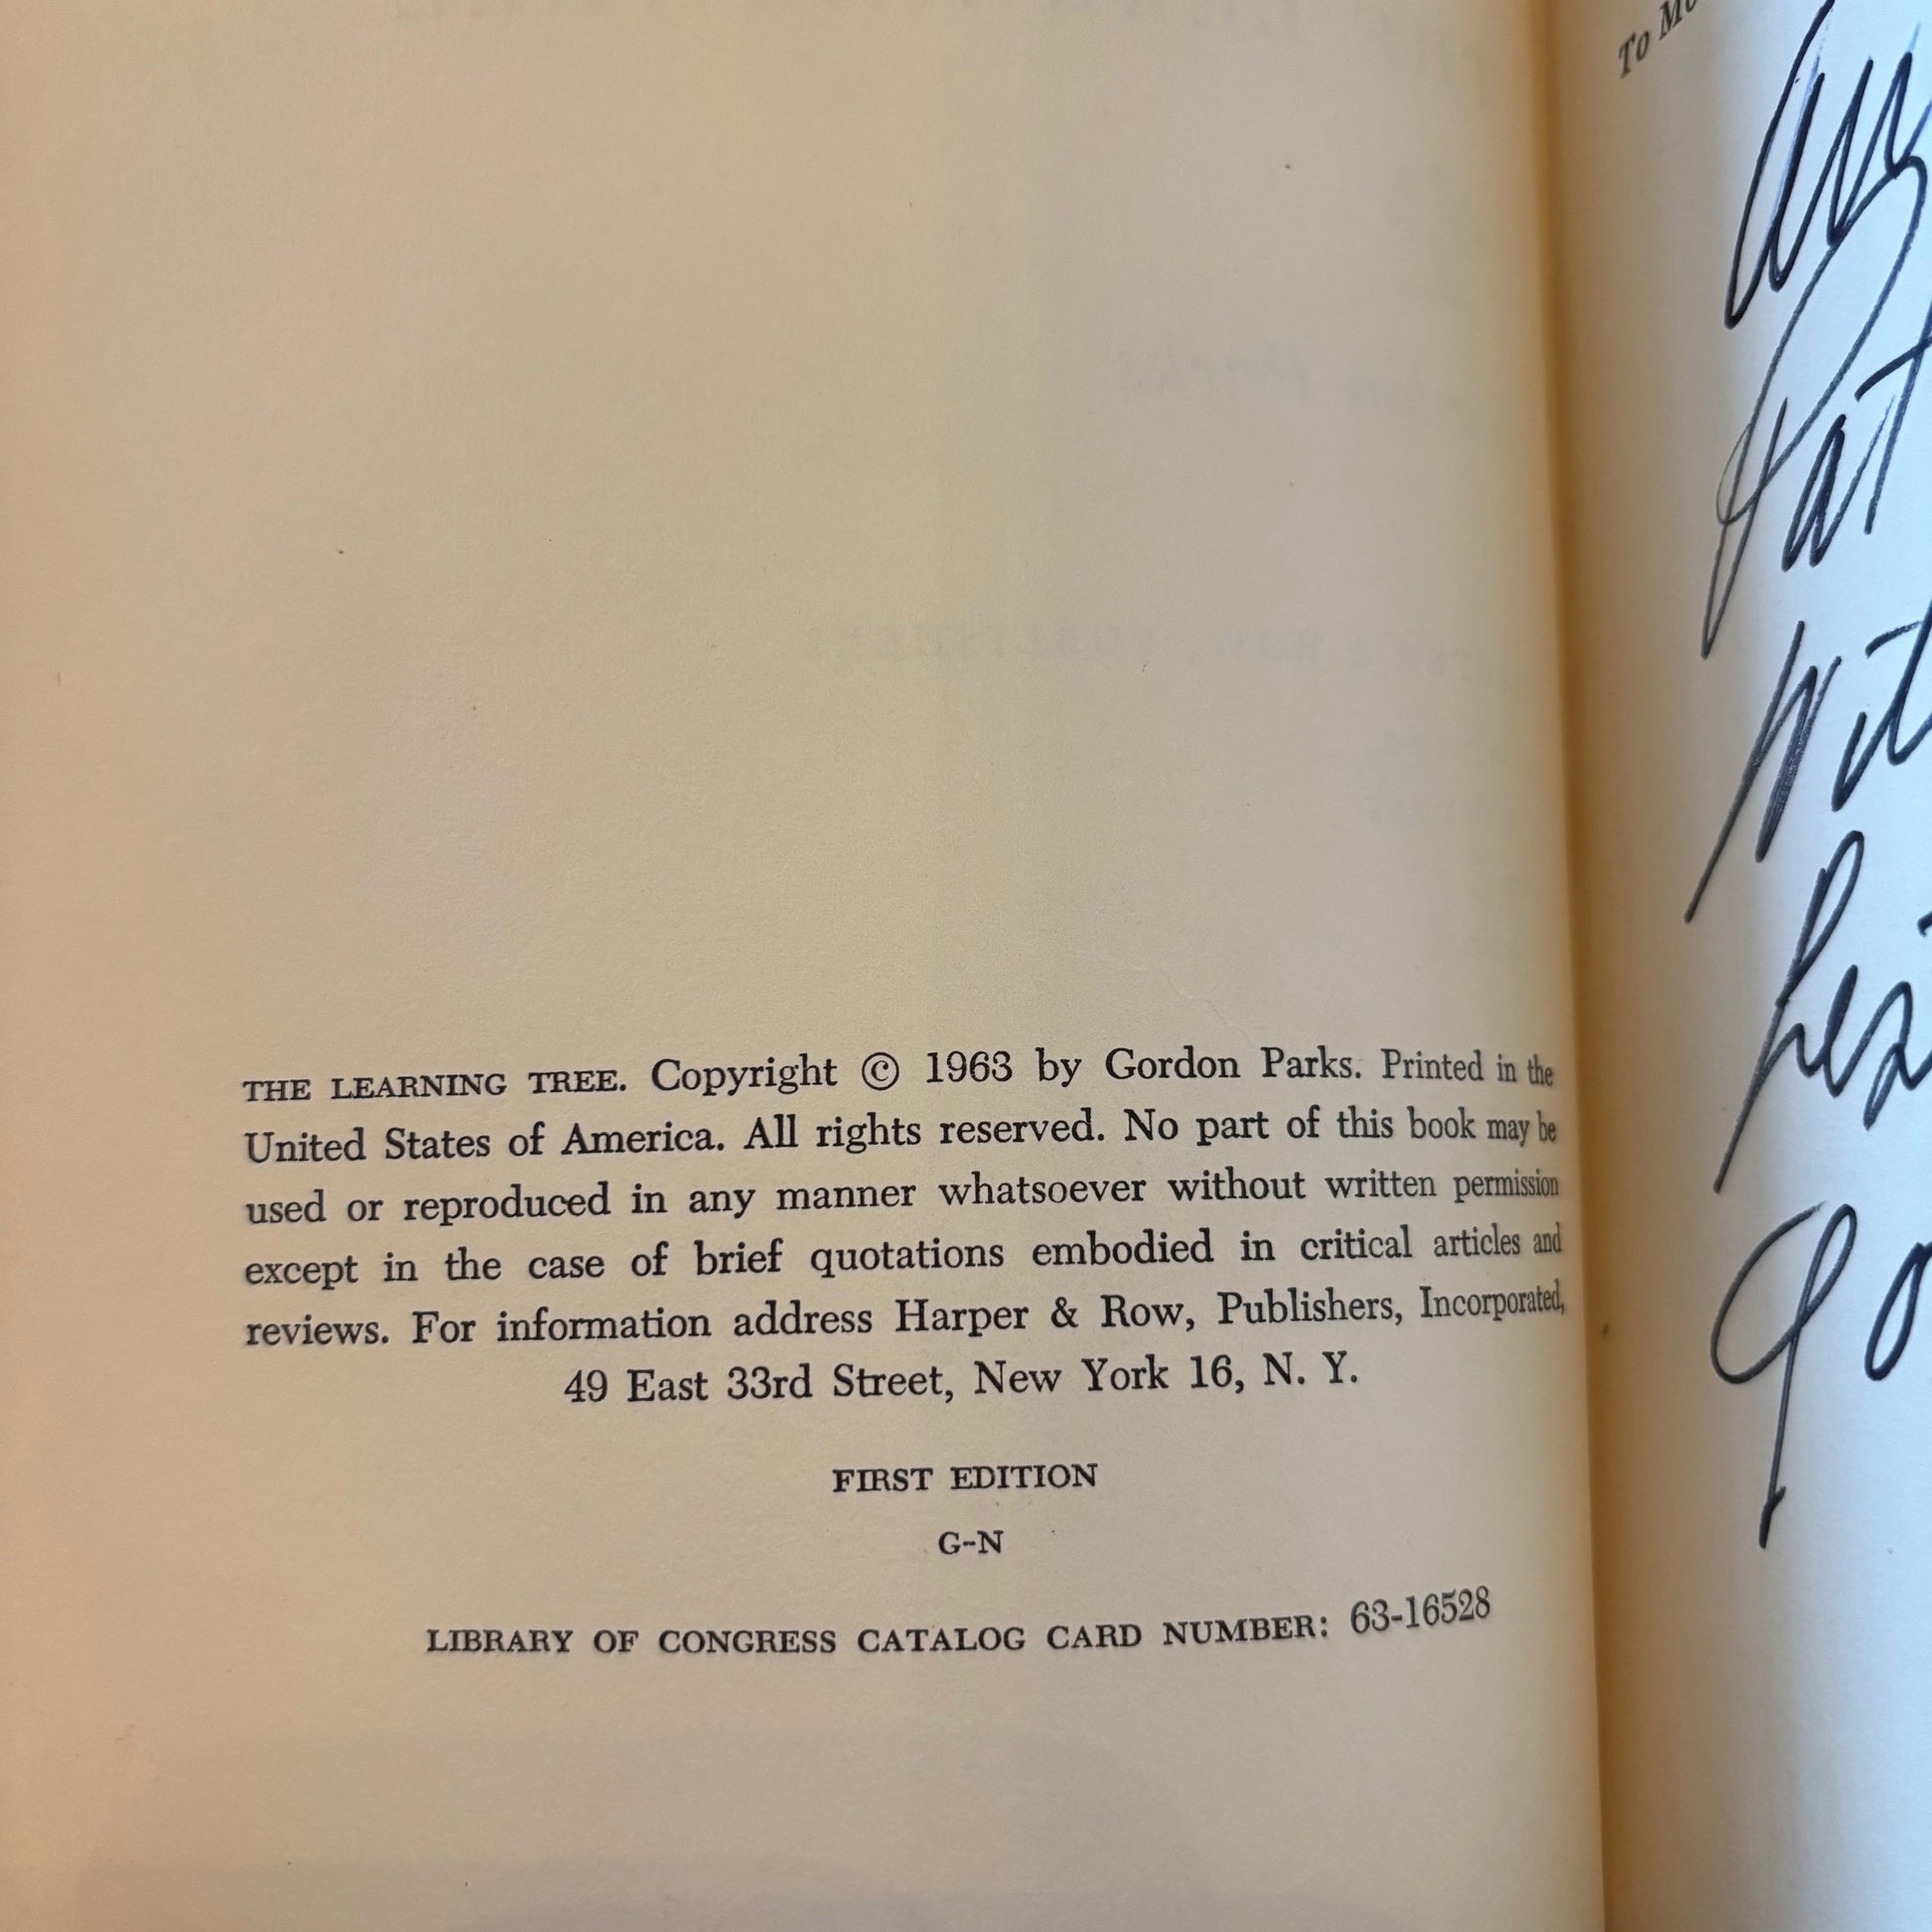 THE LEARNING TREE. Copyright © 1963 by Gordon Parks. Printed in the
United States of America. All rights reserved. No part of this book may be
used or reproduced in any manner whatsoever without written permission
except in the case of brief quotations embodied in critical articles and
reviews. For information address Harper & Row, Publishers, Incorporated,
49 East 33rd Street, New York 16, N. Y.
FIRST EDITION
G-N
LIBRARY OF CONGRESS CATALOG CARD NUMBER: 63-16528
To